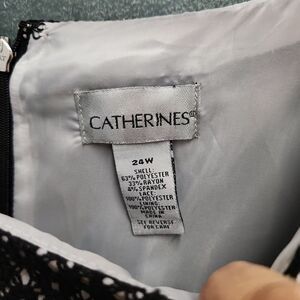 CATHERINES®
24W
SHELL
63% POLYESTER
33% RAYON
4% SPANDEX
LACE
100% POLYESTER
LINING
100% POLYESTER
MADE IN
CHINA
SEE REVERSE
FOR CARE